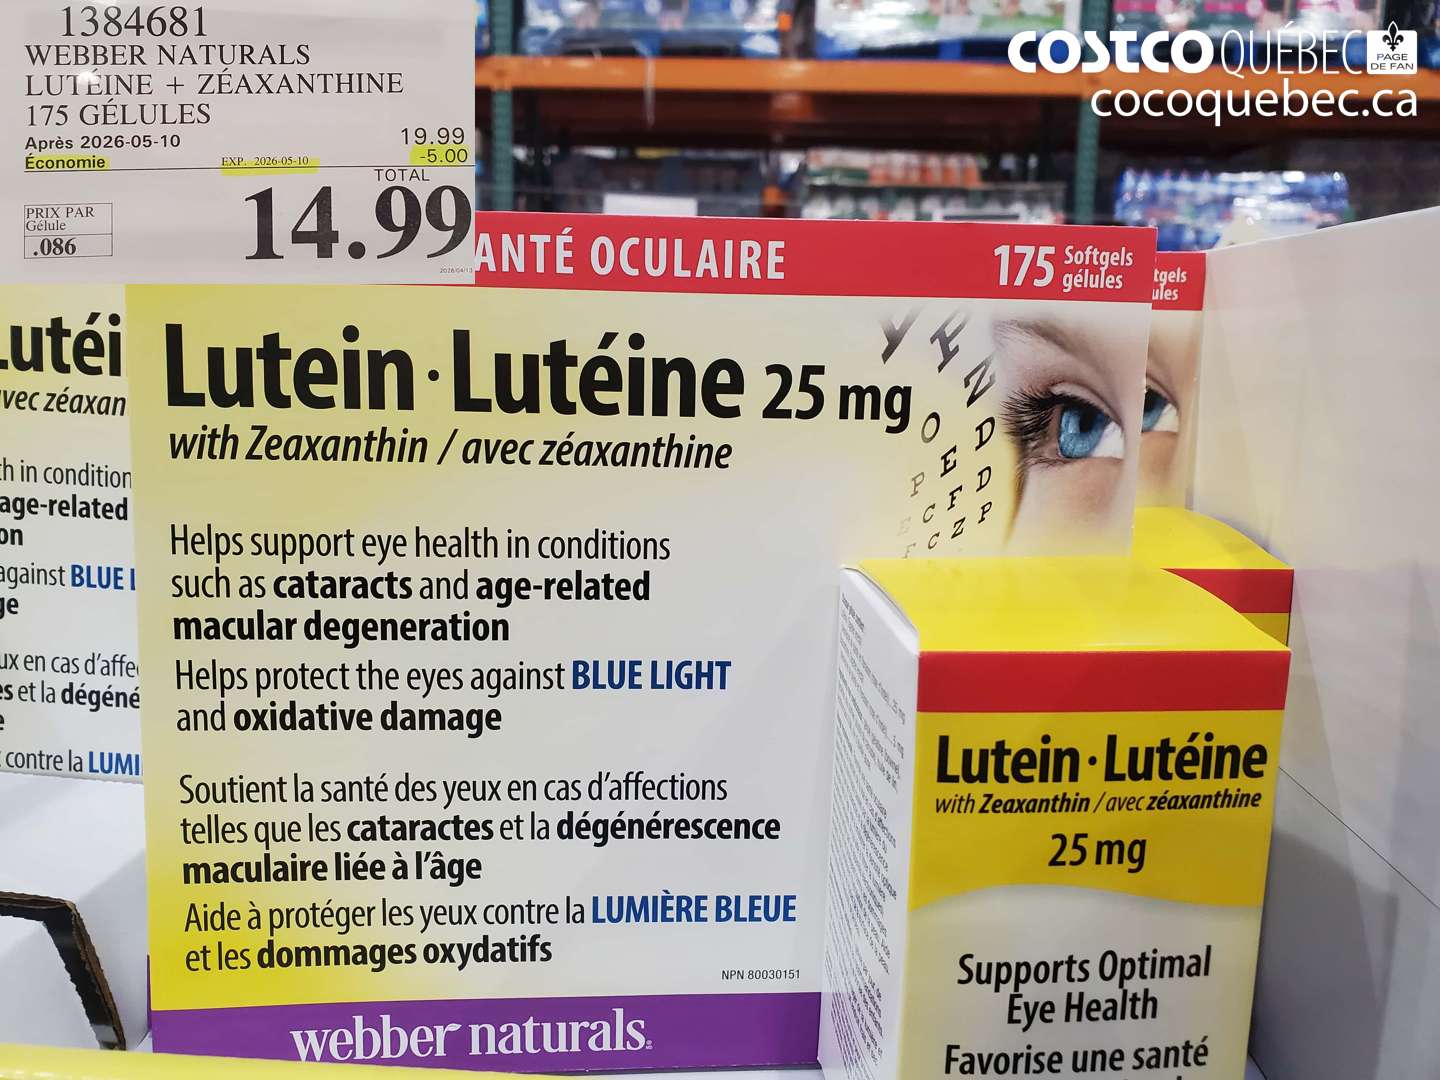 1384681
WEBBER NATURALS
LUTÉINE + ZÉAXANTHINE
175 GÉLULES
Après 2026-05-10 19.99
Économie EXP. 2026-05-10 -5.00
TOTAL
14.99
PRIX PAR
Gélule
.086
2026/04/13
COSTCO QUÉBEC
PAGE
DE FAN
cocoquebec.ca
ANTÉ OCULAIRE
175 Softgels
gélules
Lutein · Lutéine 25 mg
with Zeaxanthin / avec zéaxanthine
Helps support eye health in conditions
such as cataracts and age-related
macular degeneration
Helps protect the eyes against BLUE LIGHT
and oxidative damage
Soutient la santé des yeux en cas d'affections
telles que les cataractes et la dégénérescence
maculaire liée à l'âge
Aide à protéger les yeux contre la LUMIÈRE BLEUE
et les dommages oxydatifs
NPN 80030151
webber naturals
Lutein · Lutéine
with Zeaxanthin / avec zéaxanthine
25 mg
Supports Optimal
Eye Health
Favorise une santé